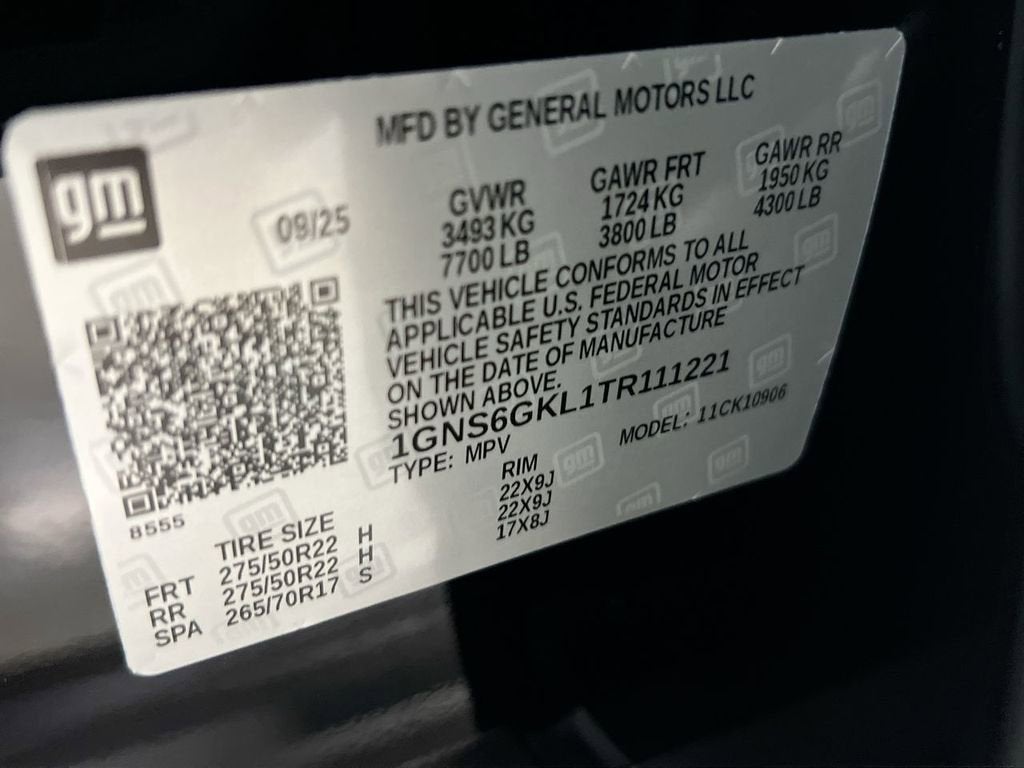 MFD BY GENERAL MOTORS LLC
gm
09/25
GVWR GAWR FRT GAWR RR
3493 KG 1724 KG 1950 KG
7700 LB 3800 LB 4300 LB
THIS VEHICLE CONFORMS TO ALL
APPLICABLE U.S. FEDERAL MOTOR
VEHICLE SAFETY STANDARDS IN EFFECT
ON THE DATE OF MANUFACTURE
SHOWN ABOVE.
1GNS6GKL1TR111221
TYPE: MPV MODEL: 11CK10906
8555
TIRE SIZE RIM
FRT 275/50R22 H 22X9J
RR 275/50R22 H 22X9J
SPA 265/70R17 S 17X8J